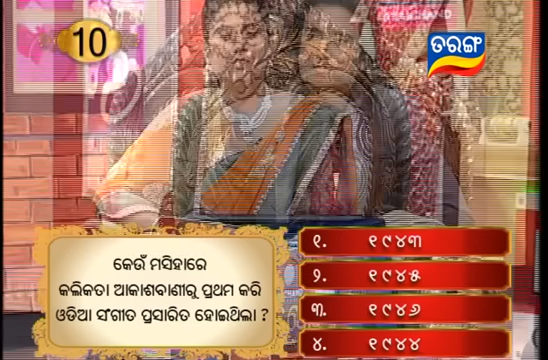 10
ତରଙ୍ଗ
କେଉଁ ମସିହାରେ
କଲିକତା ଆକାଶବାଣୀରୁ ପ୍ରଥମ କରି
ଓଡିଆ ସଂଗୀତ ପ୍ରସାରିତ ହୋଇଥିଲା ?
୧. ୧୯୪୩
୨. ୧୯୪୫
୩. ୧୯୪୬
୪. ୧୯୪୪